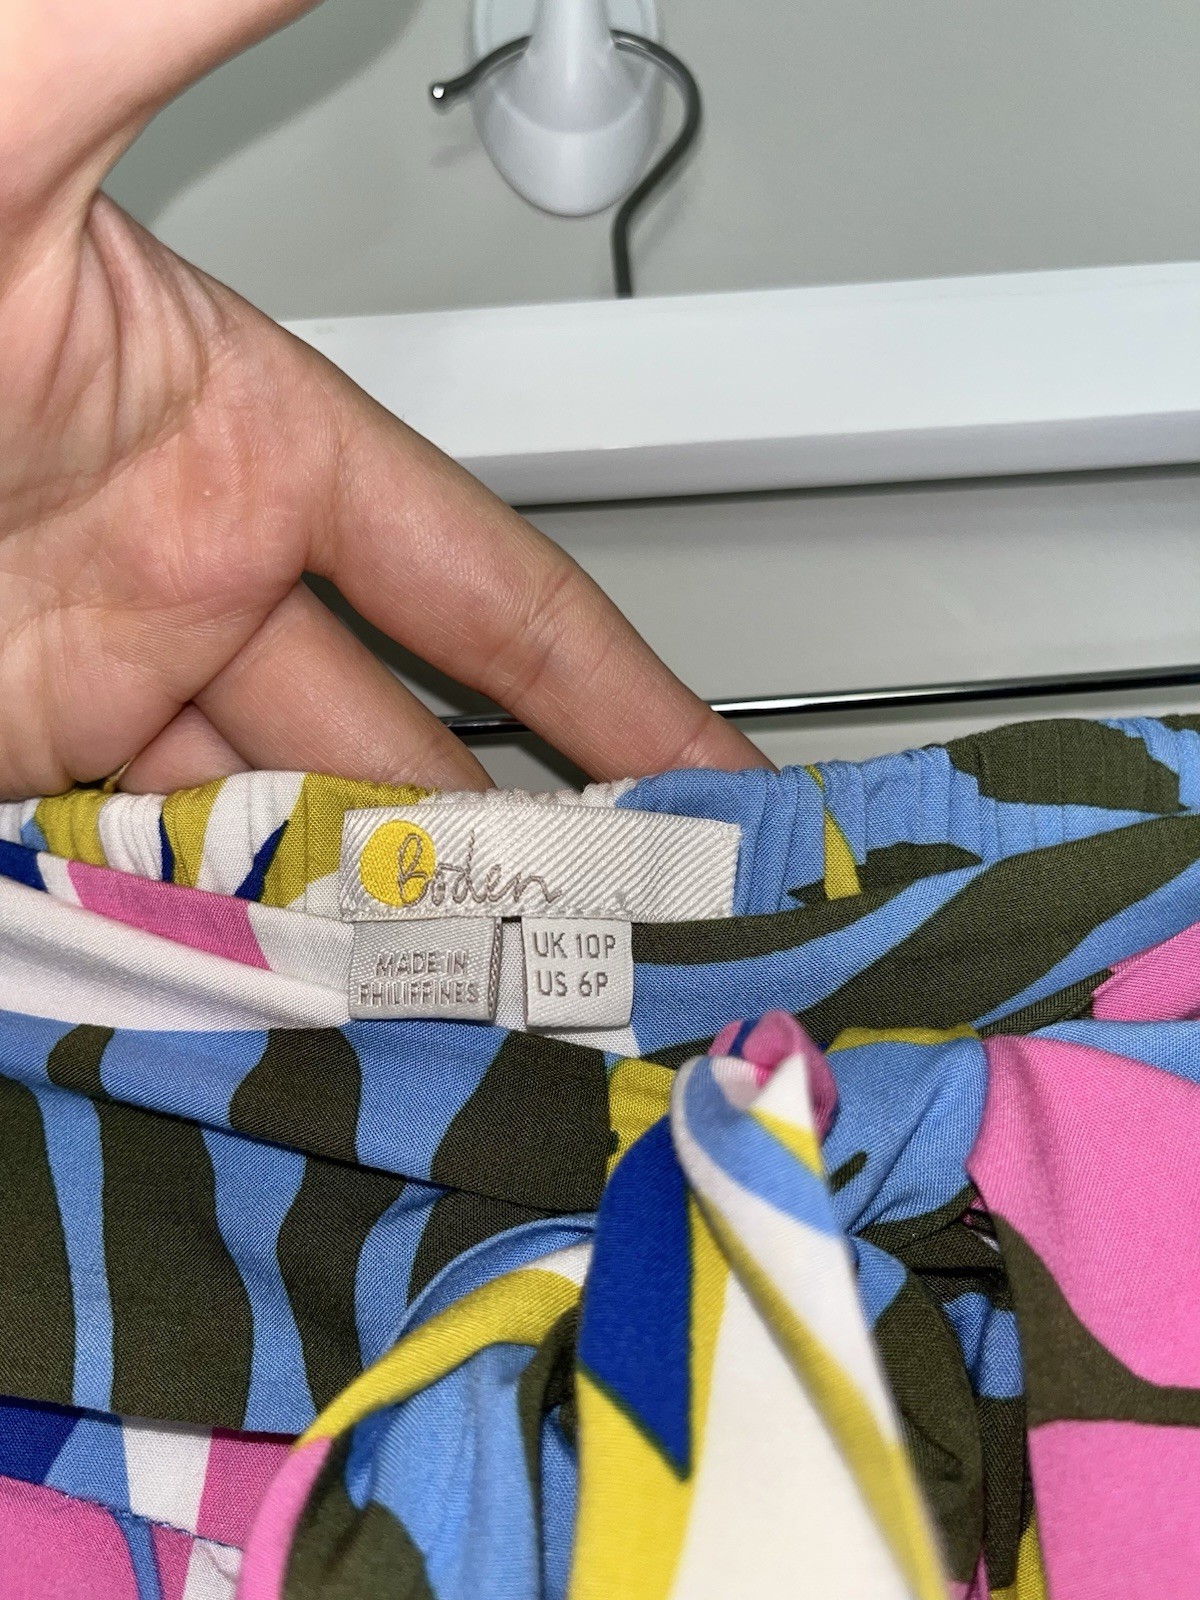 Boden
MADE IN
PHILIPPINES
UK 10P
US 6P